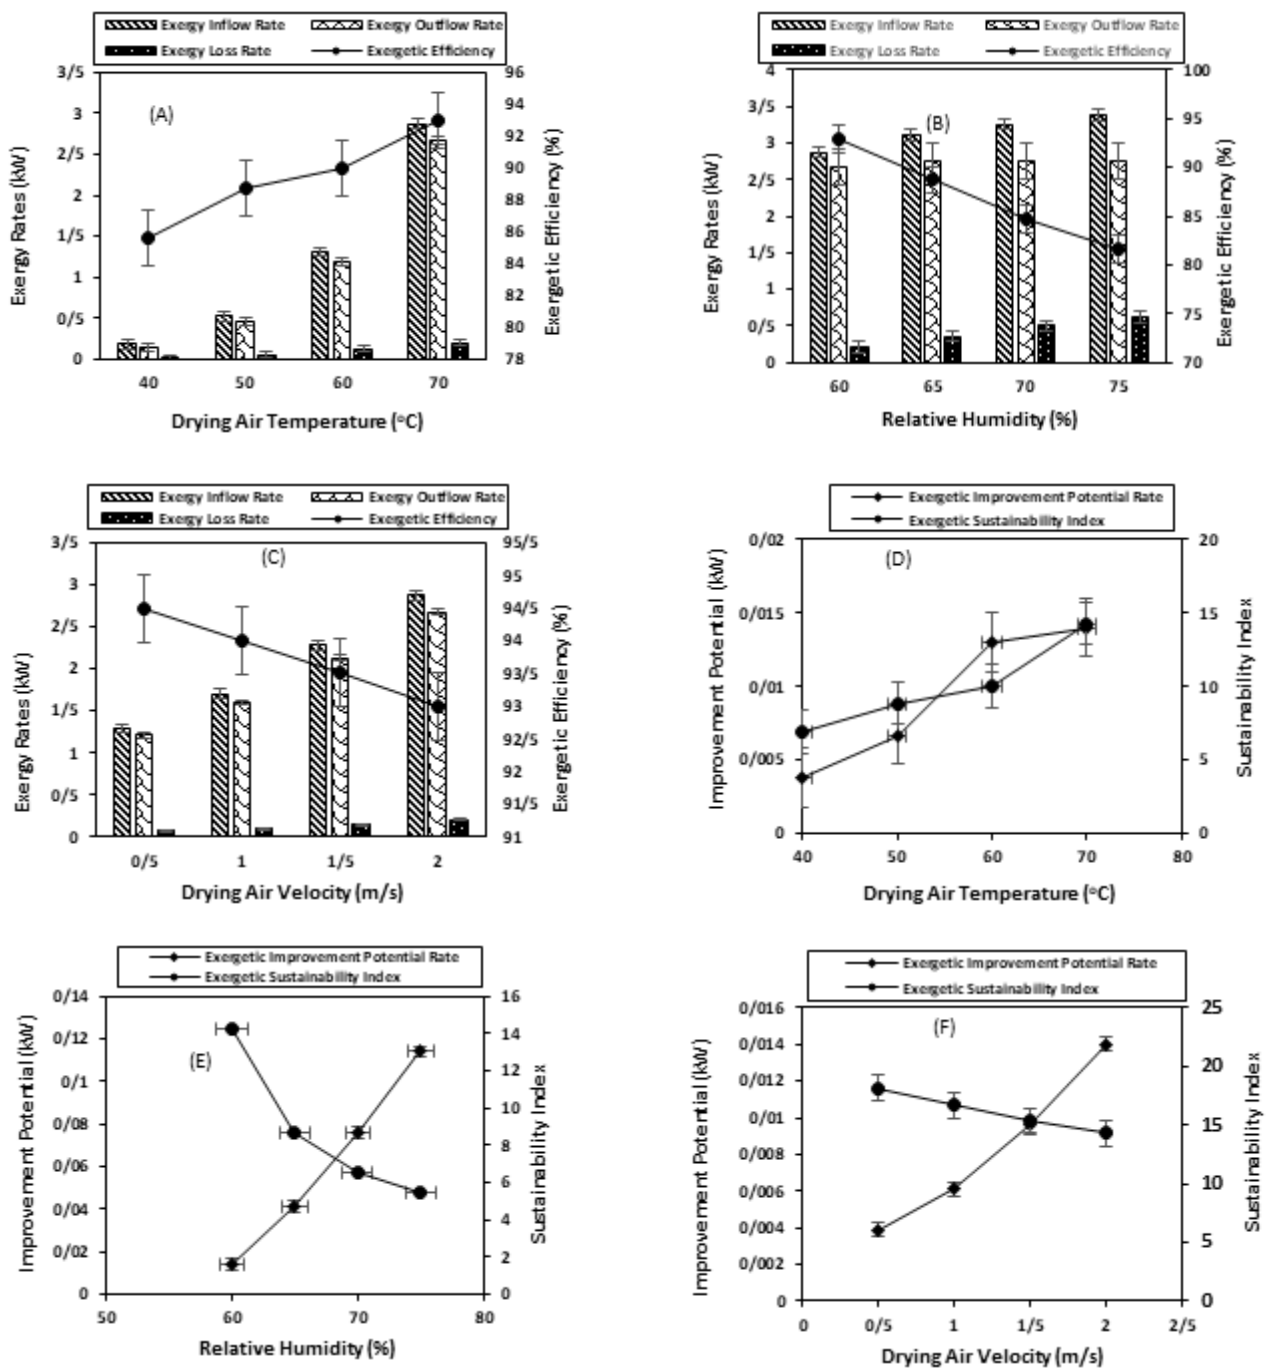 Exergy Inflow Rate Exergy Outflow Rate
Exergy Loss Rate Exergetic Efficiency
3/5 96
3 94
2/5 92
2 90
1/5 88
1 86
0/5 84
0 82
80
78
(A)
Exergy Rates (kW)
Exergetic Efficiency (%)
40 50 60 70
Drying Air Temperature (°C)
Exergy Inflow Rate Exergy Outflow Rate
Exergy Loss Rate Exergetic Efficiency
4 100
3/5 95
3 90
2/5 85
2 80
1/5 75
1 70
0/5
0
(B)
Exergy Rates (kW)
Exergetic Efficiency (%)
60 65 70 75
Relative Humidity (%)
Exergy Inflow Rate Exergy Outflow Rate
Exergy Loss Rate Exergetic Efficiency
3/5 95/5
3 95
2/5 94/5
2 94
1/5 93/5
1 93
0/5 92/5
0 92
91/5
91
(C)
Exergy Rates (kW)
Exergetic Efficiency (%)
0/5 1 1/5 2
Drying Air Velocity (m/s)
Exergetic Improvement Potential Rate
Exergetic Sustainability Index
0/02 20
0/015 15
0/01 10
0/005 5
0 0
(D)
Improvement Potential (kW)
Sustainability Index
40 50 60 70 80
Drying Air Temperature (°C)
Exergetic Improvement Potential Rate
Exergetic Sustainability Index
0/14 16
0/12 14
0/1 12
0/08 10
0/06 8
0/04 6
0/02 4
0 2
0
(E)
Improvement Potential (kW)
Sustainability Index
50 60 70 80
Relative Humidity (%)
Exergetic Improvement Potential Rate
Exergetic Sustainability Index
0/016 25
0/014 20
0/012 15
0/01 10
0/008 5
0/006 0
0/004
0/002
0
(F)
Improvement Potential (kW)
Sustainability Index
0 0/5 1 1/5 2 2/5
Drying Air Velocity (m/s)